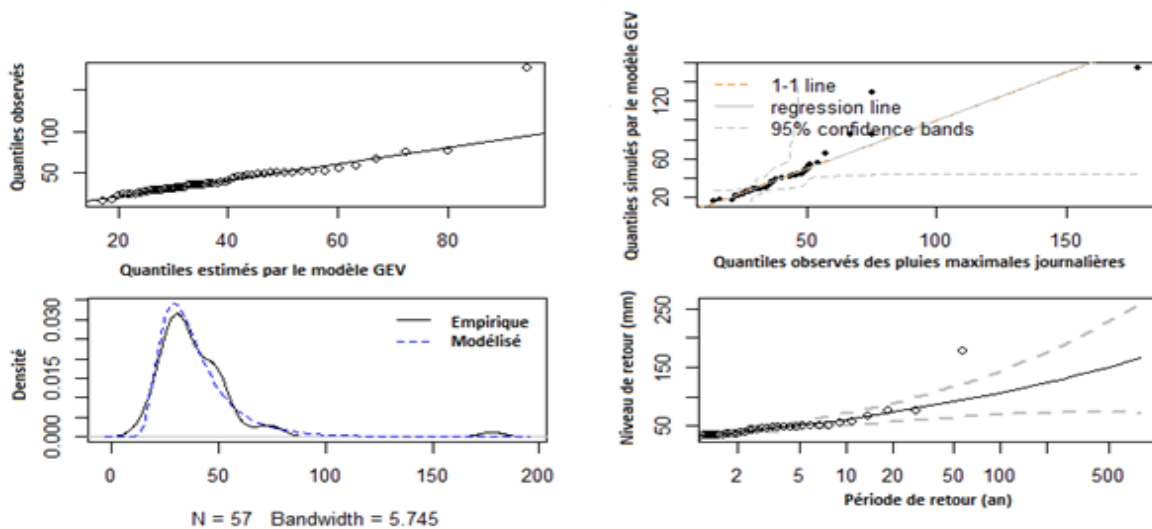 Quantiles observés
50 100
20 40 60 80
Quantiles estimés par le modèle GEV
Quantiles simulés par le modèle GEV
20 60 120
1-1 line
regression line
95% confidence bands
50 100 150
Quantiles observés des pluies maximales journalières
Densité
0.000 0.015 0.030
Empirique
Modélisé
0 50 100 150 200
N = 57 Bandwidth = 5.745
Niveau de retour (mm)
50 150 250
2 5 10 20 50 100 500
Période de retour (an)